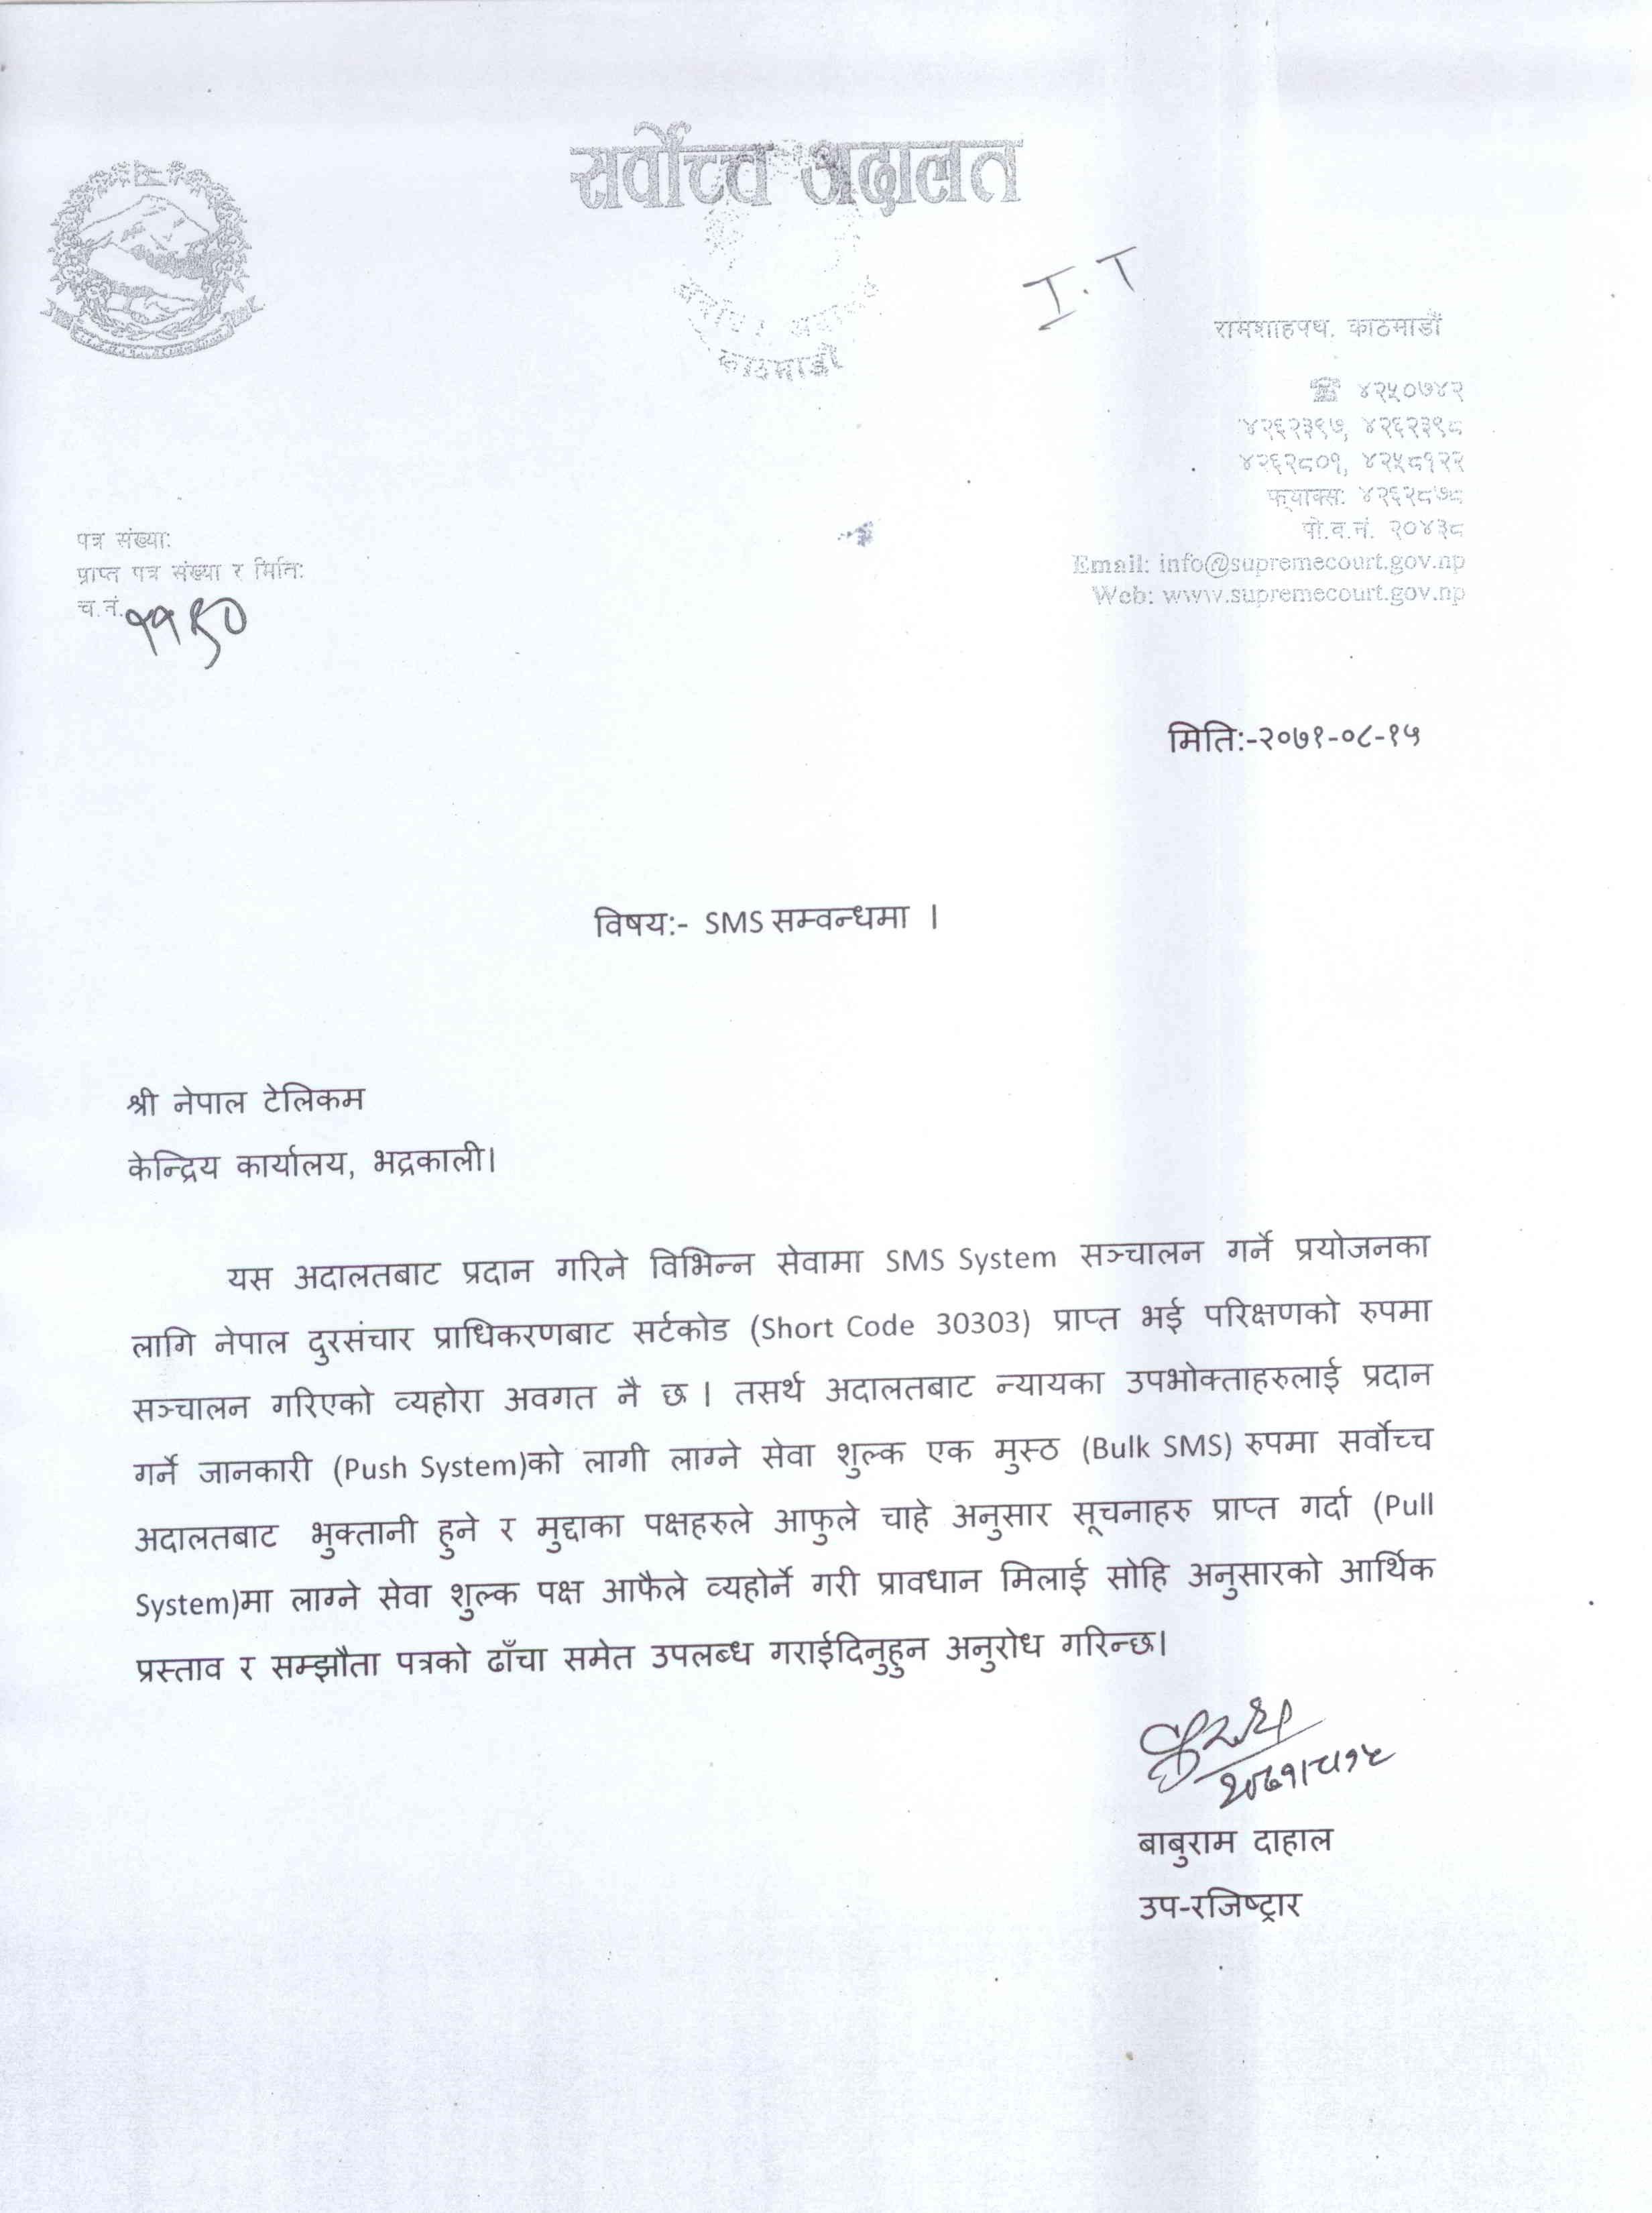 सर्वोच्च अदालत
काठमाडौं
I.T
रामशाहपथ, काठमाडौं
☎ ४२५०७४२
४२६२३९७, ४२६२३९८
४२६२८०१, ४२५८१२२
फ्याक्स: ४२६२८७८
पो.व.नं. २०४३८
Email: info@supremecourt.gov.np
Web: www.supremecourt.gov.np
पत्र संख्या:
प्राप्त पत्र संख्या र मिति:
च.नं.
मिति:-२०७१-०८-१५
विषय:- SMS सम्वन्धमा ।
श्री नेपाल टेलिकम
केन्द्रिय कार्यालय, भद्रकाली।
यस अदालतबाट प्रदान गरिने विभिन्न सेवामा SMS System सञ्चालन गर्ने प्रयोजनका
लागि नेपाल दुरसंचार प्राधिकरणबाट सर्टकोड (Short Code 30303) प्राप्त भई परिक्षणको रुपमा
सञ्चालन गरिएको व्यहोरा अवगत नै छ । तसर्थ अदालतबाट न्यायका उपभोक्ताहरुलाई प्रदान
गर्ने जानकारी (Push System)को लागी लाग्ने सेवा शुल्क एक मुस्ठ (Bulk SMS) रुपमा सर्वोच्च
अदालतबाट भुक्तानी हुने र मुद्दाका पक्षहरुले आफुले चाहे अनुसार सूचनाहरु प्राप्त गर्दा (Pull
System)मा लाग्ने सेवा शुल्क पक्ष आफैले व्यहोर्ने गरी प्रावधान मिलाई सोहि अनुसारको आर्थिक
प्रस्ताव र सम्झौता पत्रको ढाँचा समेत उपलब्ध गराईदिनुहुन अनुरोध गरिन्छ।
२०७१।८।१५
बाबुराम दाहाल
उप-रजिष्ट्रार